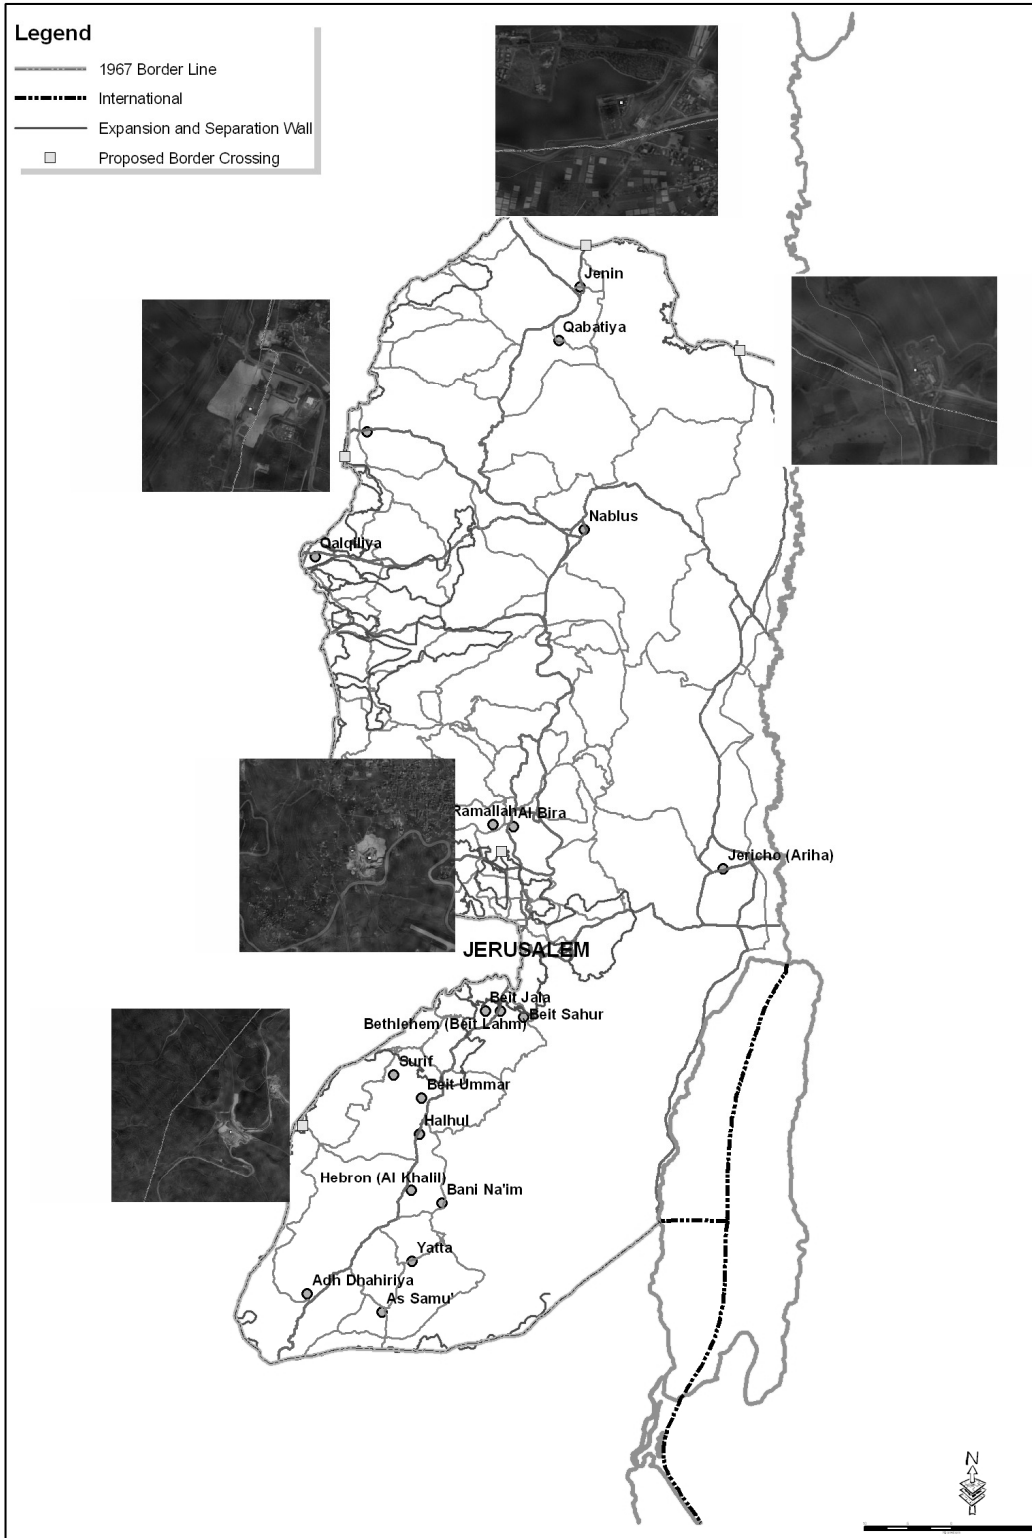 Legend
1967 Border Line
International
Expansion and Separation Wall
Proposed Border Crossing
Jenin
Qabatiya
Nablus
Qalqiliya
Ramallah
Al Bira
Jericho (Ariha)
JERUSALEM
Beit Jala
Beit Sahur
Bethlehem (Beit Lahm)
Surif
Beit Ummar
Halhul
Hebron (Al Khalil)
Bani Na'im
Yatta
Adh Dhahiriya
As Samu'
N